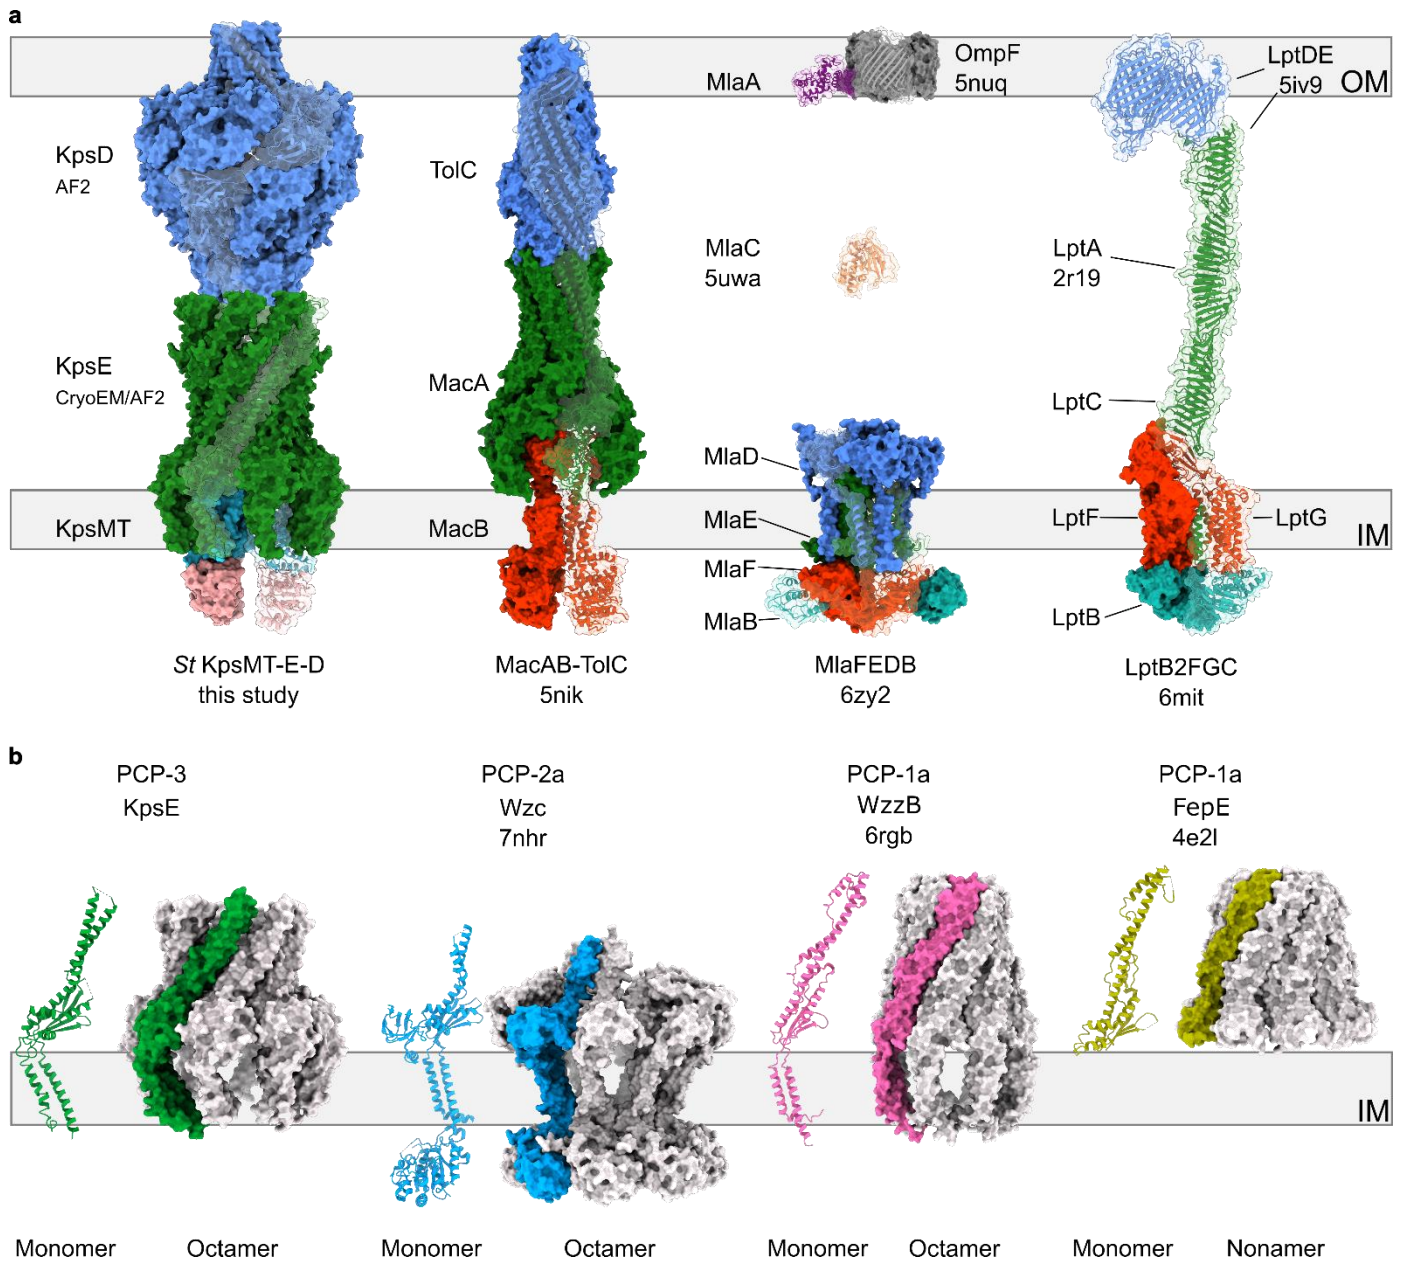 a
KpsD
AF2
KpsE
CryoEM/AF2
KpsMT
St KpsMT-E-D
this study
TolC
MacA
MacB
MacAB-TolC
5nik
MlaA
OmpF
5nuq
MlaC
5uwa
MlaD
MlaE
MlaF
MlaB
MlaFEDB
6zy2
LptDE
5iv9
OM
LptA
2r19
LptC
LptF
LptG
IM
LptB
LptB2FGC
6mit
b
PCP-3
KpsE
PCP-2a
Wzc
7nhr
PCP-1a
WzzB
6rgb
PCP-1a
FepE
4e2l
IM
Monomer
Octamer
Monomer
Octamer
Monomer
Octamer
Monomer
Nonamer